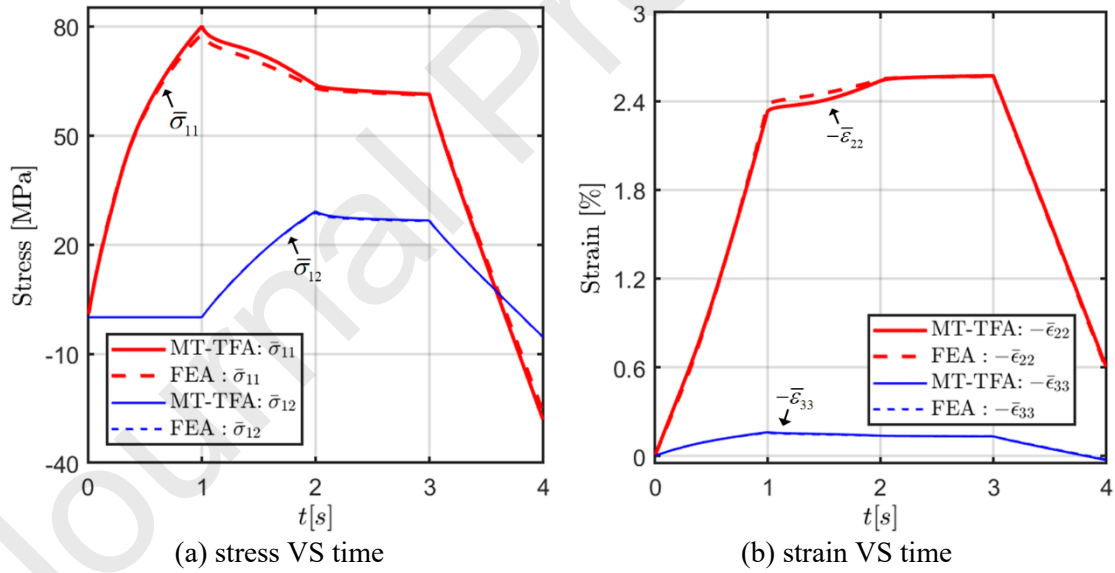 80
50
20
-10
-40
Stress [MPa]
σ̄₁₁
σ̄₁₂
MT-TFA: σ̄₁₁
FEA : σ̄₁₁
MT-TFA: σ̄₁₂
FEA : σ̄₁₂
0 1 2 3 4
t[s]
(a) stress VS time
3
2.4
1.8
1.2
0.6
0
Strain [%]
−ε̄₂₂
−ε̄₃₃
MT-TFA: −ϵ̄₂₂
FEA : −ϵ̄₂₂
MT-TFA: −ϵ̄₃₃
FEA : −ϵ̄₃₃
0 1 2 3 4
t[s]
(b) strain VS time
Journal Pr